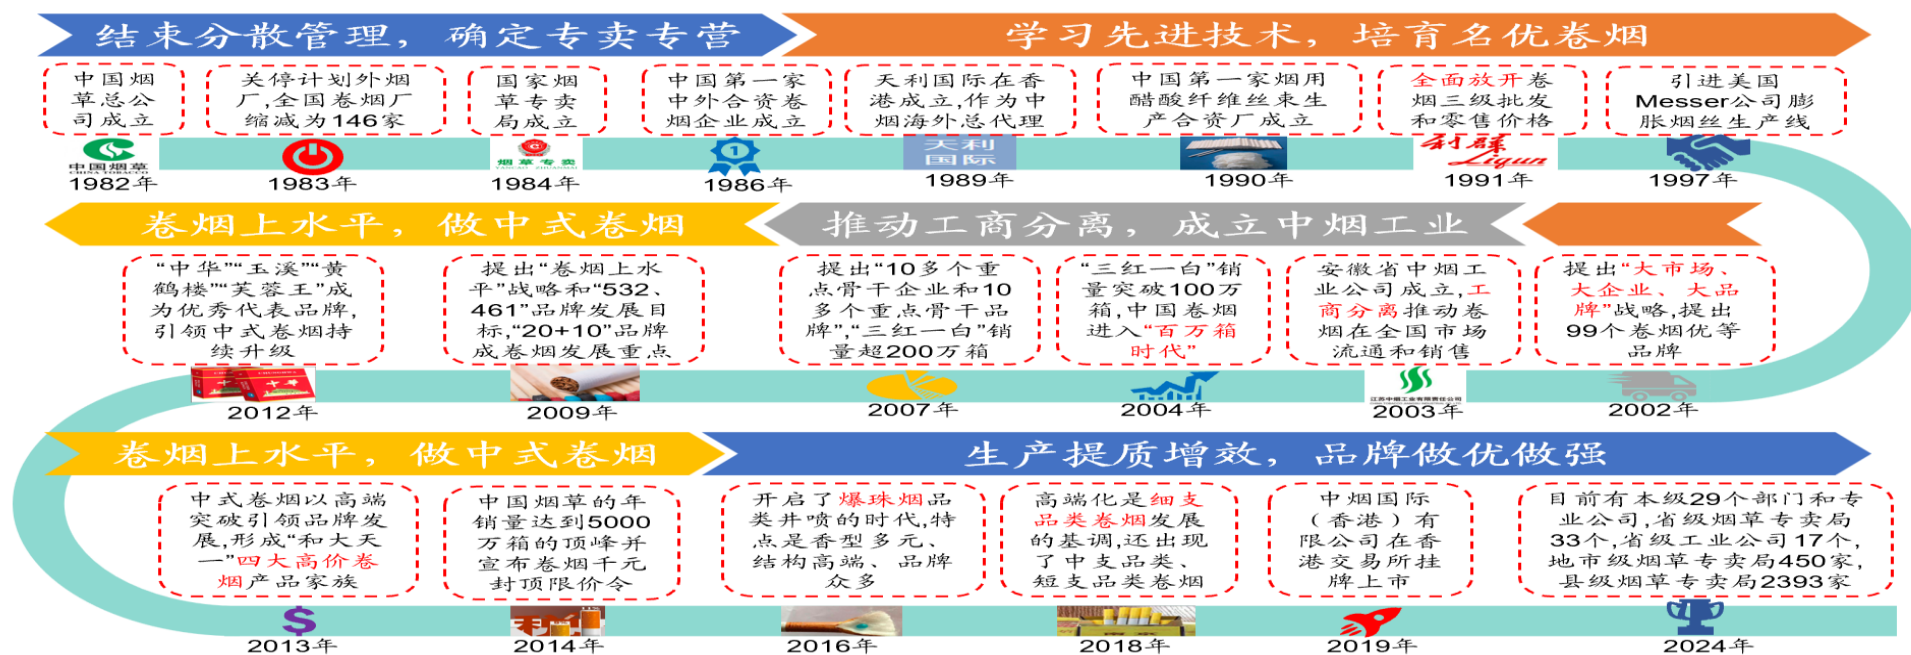 结束分散管理，确定专卖专营
学习先进技术，培育名优卷烟
中国烟
草总公
司成立
关停计划外烟
厂,全国卷烟厂
缩减为146家
国家烟
草专卖
局成立
中国第一家
中外合资卷
烟企业成立
天利国际在香
港成立,作为中
烟海外总代理
中国第一家烟用
醋酸纤维丝束生
产合资厂成立
全面放开卷
烟三级批发
和零售价格
引进美国
Messer公司膨
胀烟丝生产线
中国烟草
CHINA TOBACCO
烟草专卖
1
天利
国际
利群
Liqun
1982年
1983年
1984年
1986年
1989年
1990年
1991年
1997年
卷烟上水平，做中式卷烟
推动工商分离，成立中烟工业
“中华”“玉溪”“黄
鹤楼”“芙蓉王”成
为优秀代表品牌,
引领中式卷烟持
续升级
提出“卷烟上水
平”战略和“532、
461”品牌发展目
标,“20+10”品牌
成卷烟发展重点
提出“10多个重
点骨干企业和10
多个重点骨干品
牌”,“三红一白”销
量超200万箱
“三红一白”销
量突破100万
箱,中国卷烟
进入“百万箱
时代”
安徽省中烟工
业公司成立,工
商分离推动卷
烟在全国市场
流通和销售
提出“大市场、
大企业、大品
牌”战略,提出
99个卷烟优等
品牌
江苏中烟工业有限责任公司
2012年
2009年
2007年
2004年
2003年
2002年
卷烟上水平，做中式卷烟
生产提质增效，品牌做优做强
中式卷烟以高端
突破引领品牌发
展,形成“和大天
一”四大高价卷
烟产品家族
中国烟草的年
销量达到5000
万箱的顶峰并
宣布卷烟千元
封顶限价令
开启了爆珠烟品
类井喷的时代,特
点是香型多元、
结构高端、品牌
众多
高端化是细支
品类卷烟发展
的基调,还出现
了中支品类、
短支品类卷烟
中烟国际
（香港）有
限公司在香
港交易所挂
牌上市
目前有本级29个部门和专
业公司,省级烟草专卖局
33个,省级工业公司17个,
地市级烟草专卖局450家,
县级烟草专卖局2393家
2013年
2014年
2016年
2018年
2019年
2024年